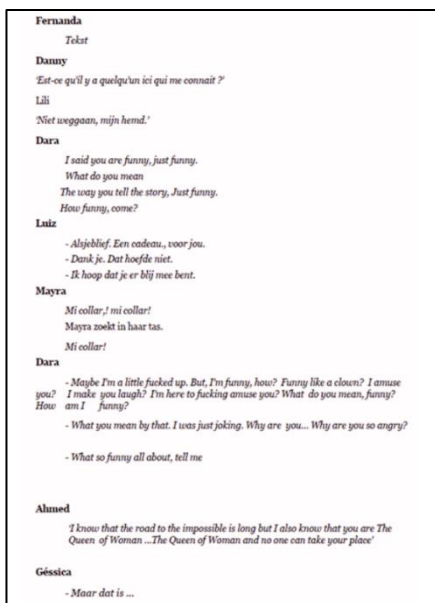 Fernanda
Tekst
Danny
'Est-ce qu'il y a quelqu'un ici qui me connait ?'
Lili
'Niet weggaan, mijn hemd.'
Dara
I said you are funny, just funny.
What do you mean
The way you tell the story, Just funny.
How funny, come?
Luiz
- Alsjeblief. Een cadeau., voor jou.
- Dank je. Dat hoefde niet.
- Ik hoop dat je er blij mee bent.
Mayra
Mi collar,! mi collar!
Mayra zoekt in haar tas.
Mi collar!
Dara
- Maybe I'm a little fucked up. But, I'm funny, how? Funny like a clown? I amuse
you? I make you laugh? I'm here to fucking amuse you? What do you mean, funny?
How am I funny?
- What you mean by that. I was just joking. Why are you... Why are you so angry?
- What so funny all about, tell me
Ahmed
'I know that the road to the impossible is long but I also know that you are The
Queen of Woman ...The Queen of Woman and no one can take your place'
Géssica
- Maar dat is ...